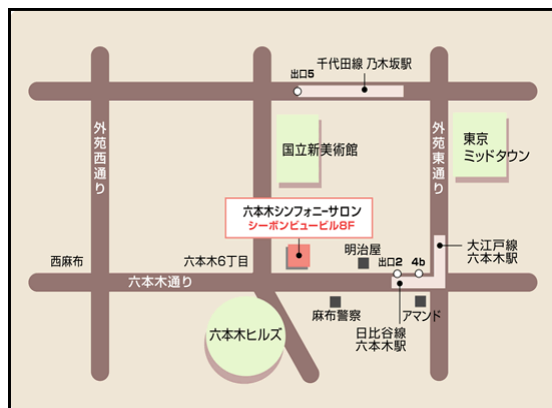 千代田線 乃木坂駅
出口5
外苑西通り
国立新美術館
外苑東通り
東京
ミッドタウン
六本木シンフォニーサロン
シーボンビュービル8F
西麻布
六本木6丁目
明治屋
出口2
4b
大江戸線
六本木駅
六本木通り
麻布警察
アマンド
日比谷線
六本木駅
六本木ヒルズ